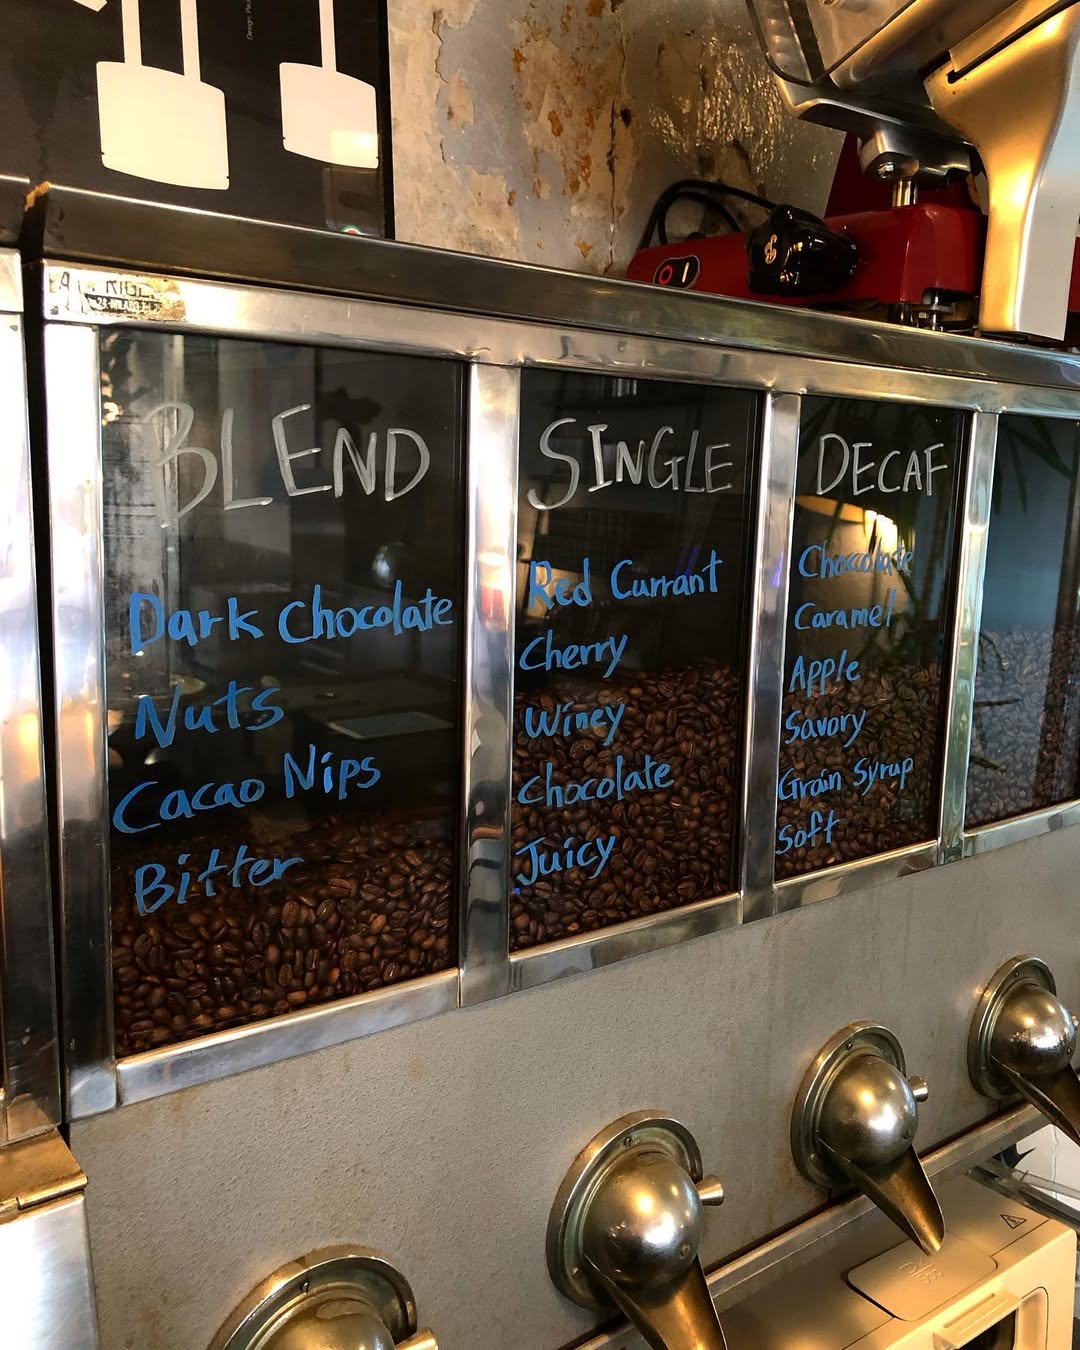 BLEND
Dark Chocolate
Nuts
Cacao Nips
Bitter
SINGLE
Red Currant
Cherry
Winey
Chocolate
Juicy
DECAF
Chocolate
Caramel
Apple
Savory
Grain Syrup
Soft